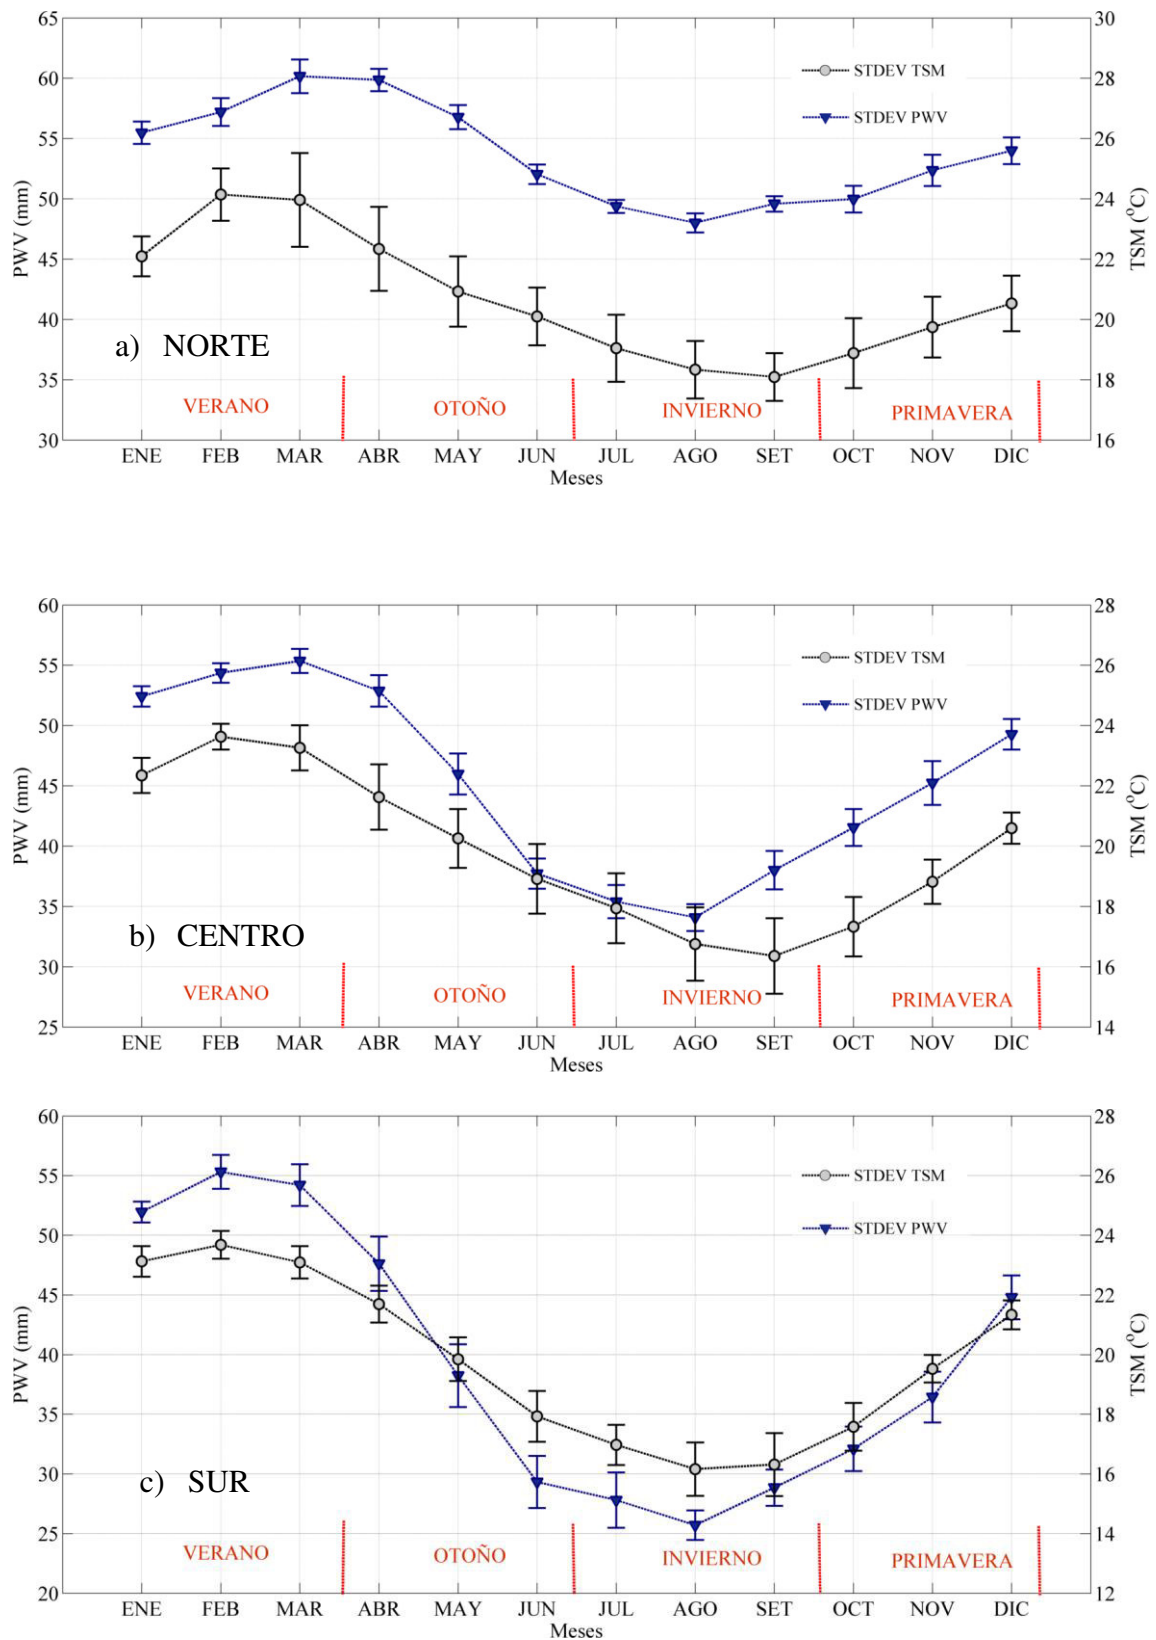 65
60
55
50
45
40
35
30
PWV (mm)
30
28
26
24
22
20
18
16
TSM (°C)
STDEV TSM
STDEV PWV
a) NORTE
VERANO
OTOÑO
INVIERNO
PRIMAVERA
ENE FEB MAR ABR MAY JUN JUL AGO SET OCT NOV DIC
Meses
60
55
50
45
40
35
30
25
PWV (mm)
28
26
24
22
20
18
16
14
TSM (°C)
STDEV TSM
STDEV PWV
b) CENTRO
VERANO
OTOÑO
INVIERNO
PRIMAVERA
ENE FEB MAR ABR MAY JUN JUL AGO SET OCT NOV DIC
Meses
60
55
50
45
40
35
30
25
20
PWV (mm)
28
26
24
22
20
18
16
14
12
TSM (°C)
STDEV TSM
STDEV PWV
c) SUR
VERANO
OTOÑO
INVIERNO
PRIMAVERA
ENE FEB MAR ABR MAY JUN JUL AGO SET OCT NOV DIC
Meses